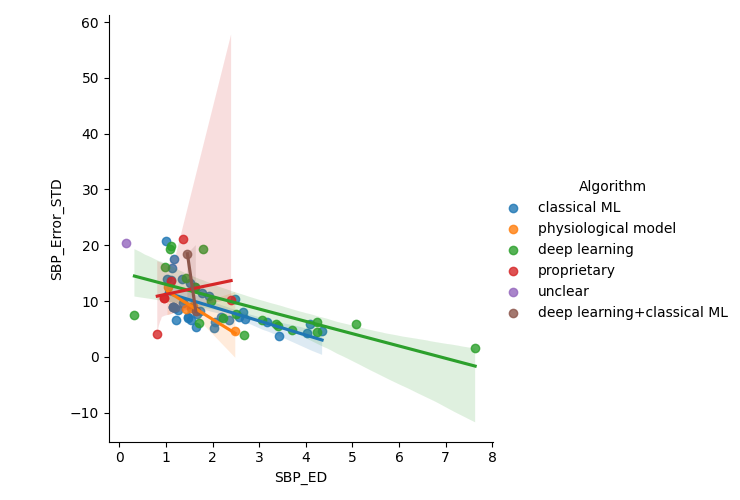 60
50
40
30
20
10
0
−10
SBP_Error_STD
0 1 2 3 4 5 6 7 8
SBP_ED
Algorithm
classical ML
physiological model
deep learning
proprietary
unclear
deep learning+classical ML